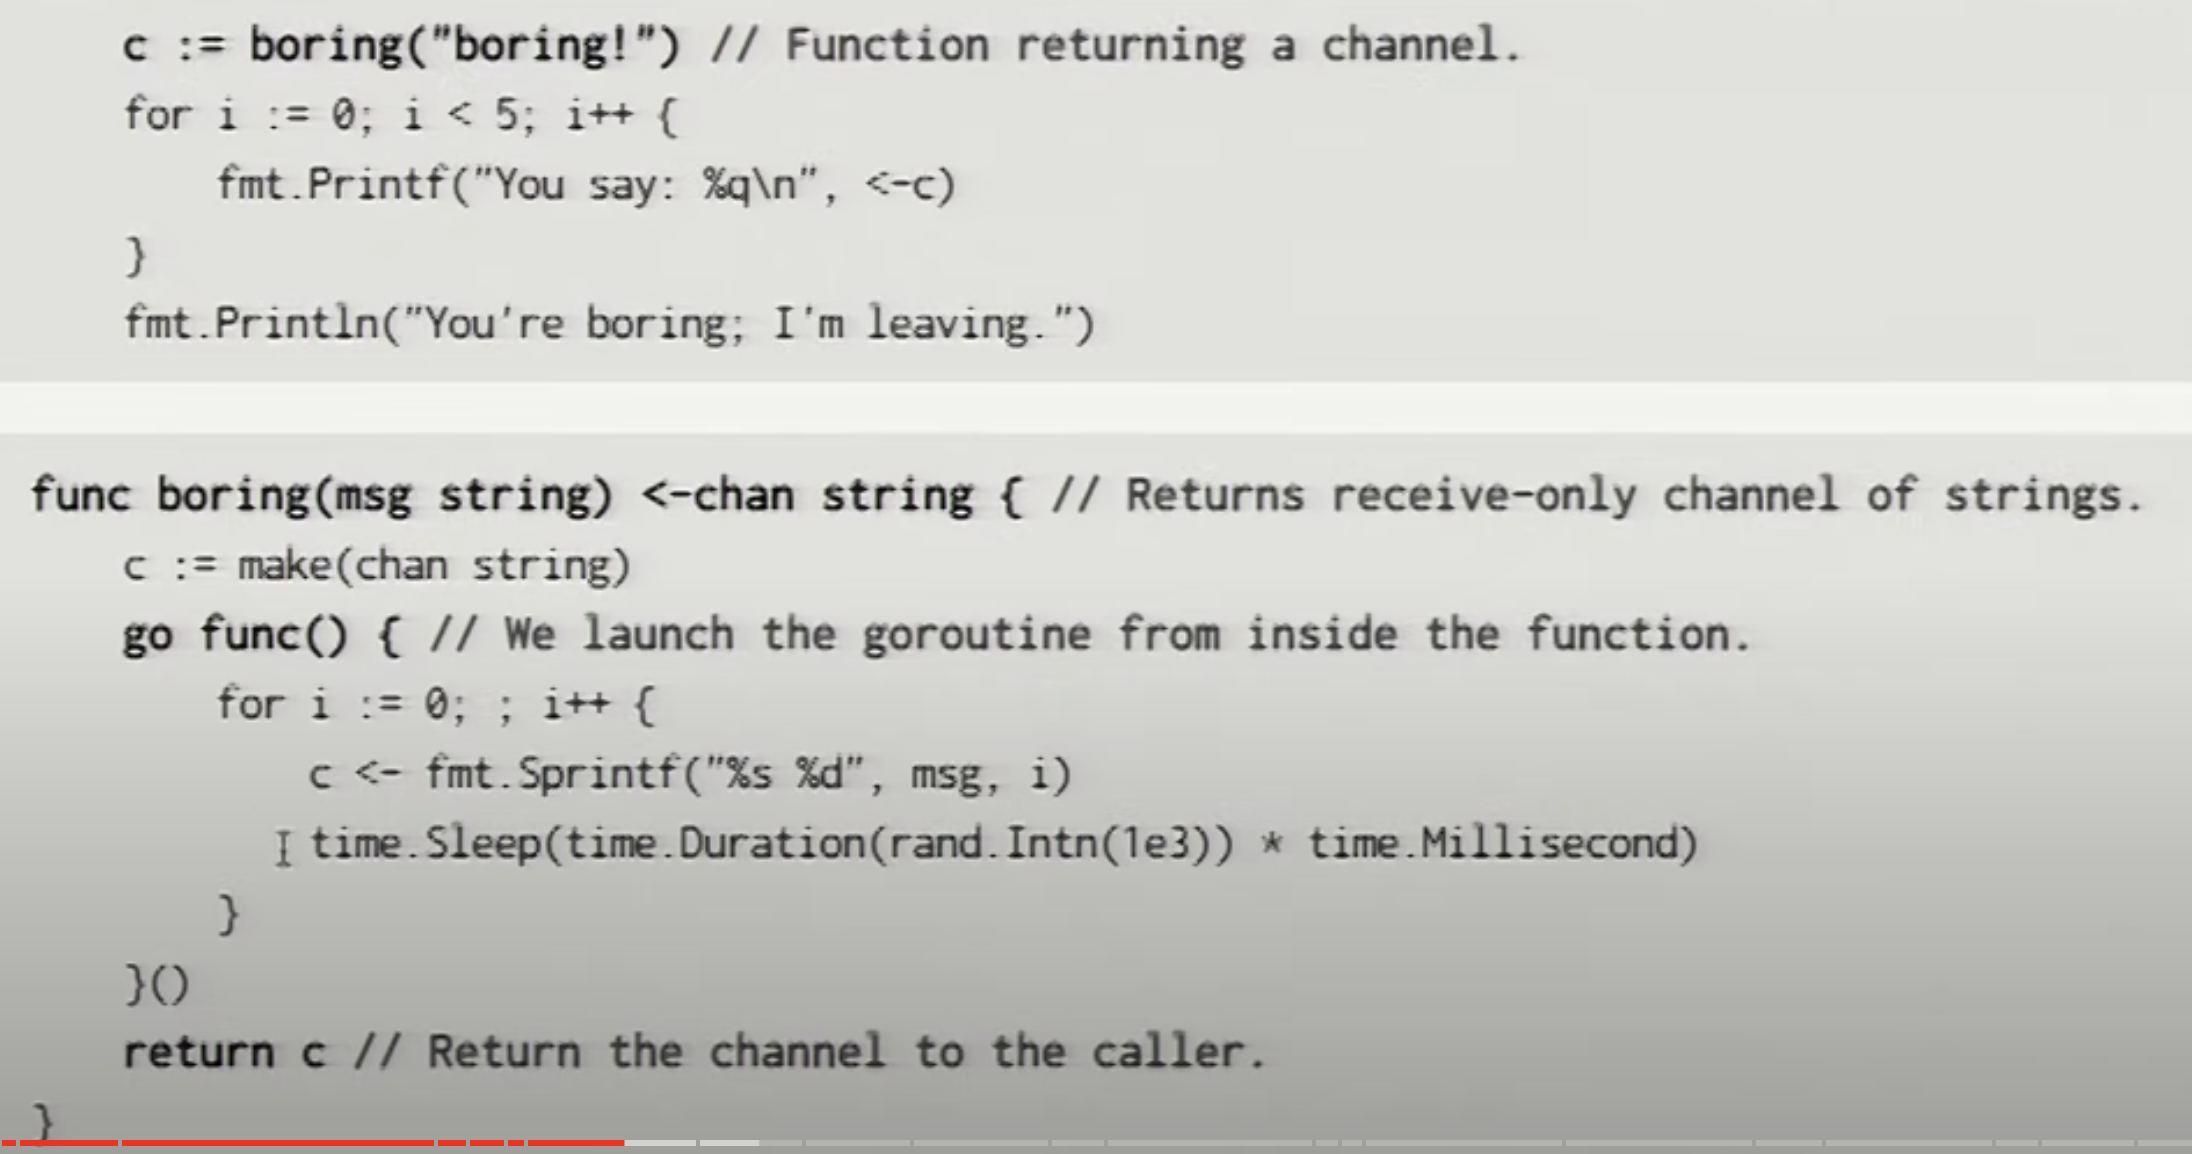 c := boring("boring!") // Function returning a channel.
for i := 0; i < 5; i++ {
fmt.Printf("You say: %q\n", <-c)
}
fmt.Println("You're boring; I'm leaving.")
func boring(msg string) <-chan string { // Returns receive-only channel of strings.
c := make(chan string)
go func() { // We launch the goroutine from inside the function.
for i := 0; ; i++ {
c <- fmt.Sprintf("%s %d", msg, i)
time.Sleep(time.Duration(rand.Intn(1e3)) * time.Millisecond)
}
}()
return c // Return the channel to the caller.
}